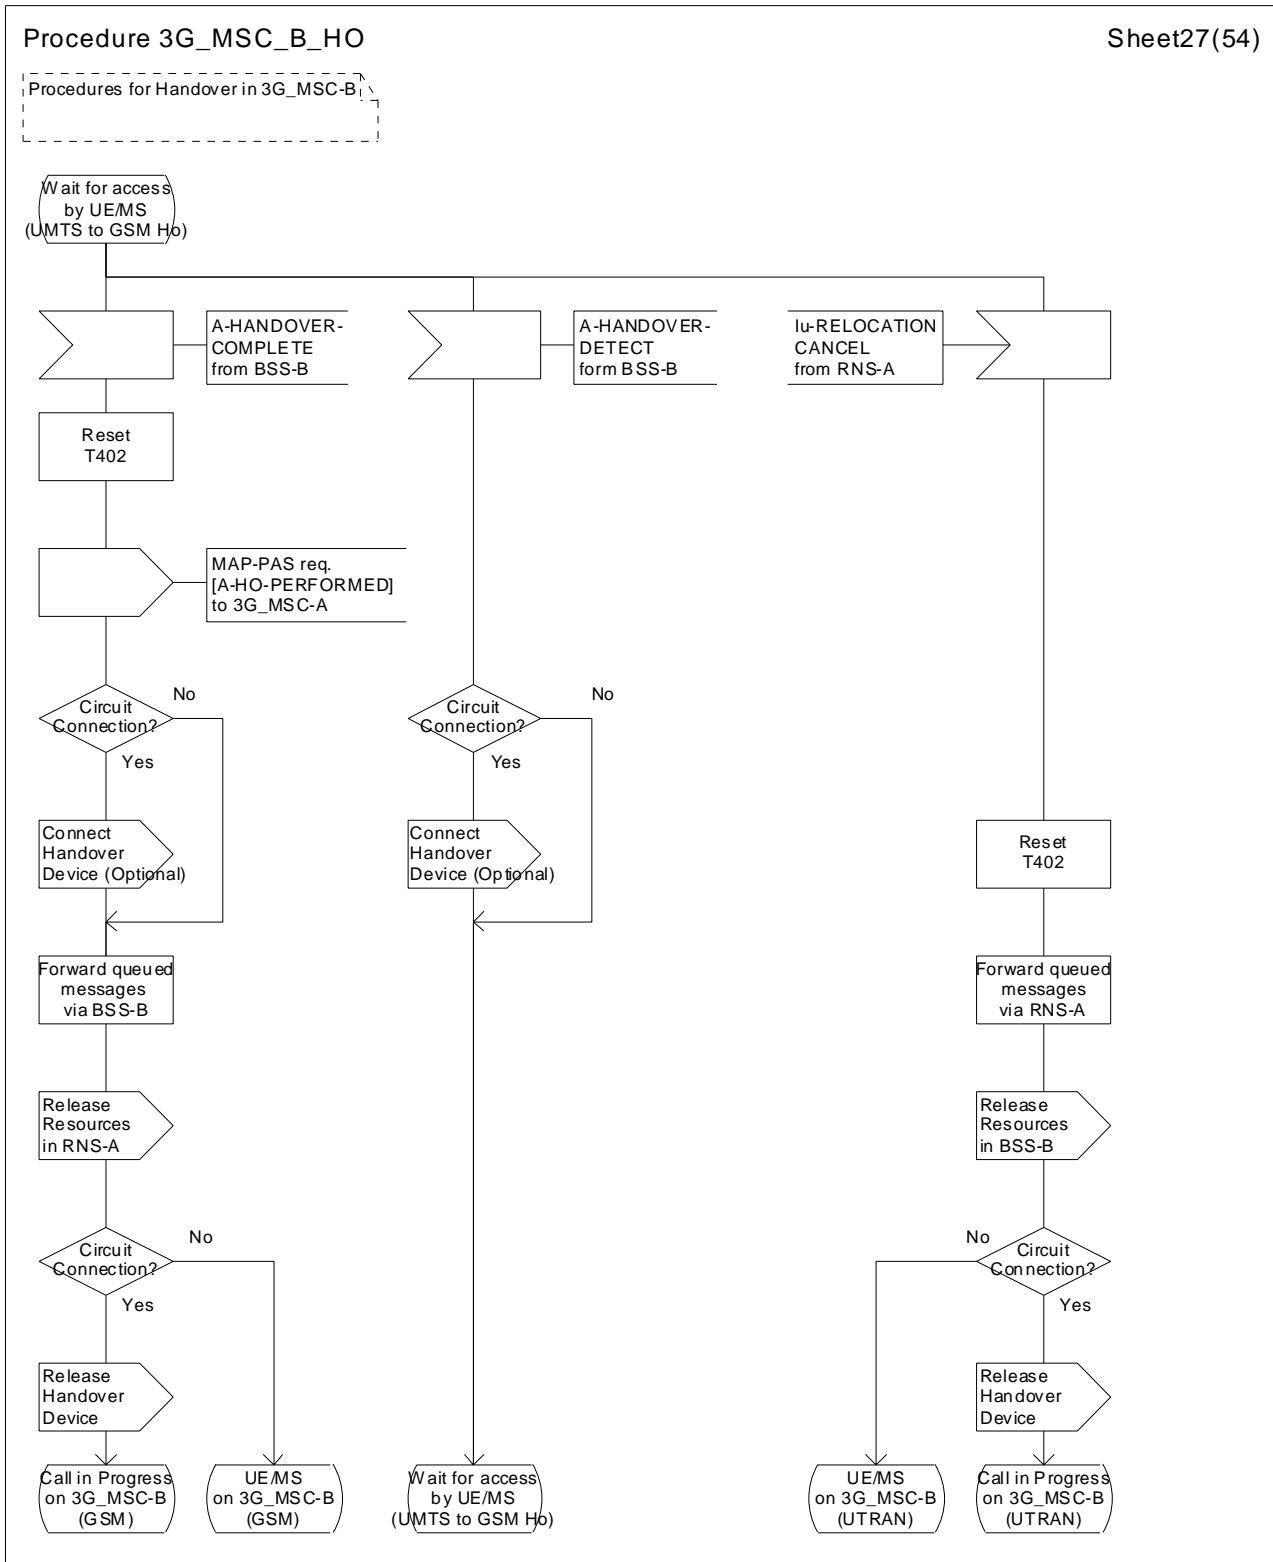 Procedure 3G_MSC_B_HO
Sheet27(54)
Procedures for Handover in 3G_MSC-B
Wait for access
by UE/MS
(UMTS to GSM Ho)
A-HANDOVER-
COMPLETE
from BSS-B
A-HANDOVER-
DETECT
form BSS-B
Iu-RELOCATION
CANCEL
from RNS-A
Reset
T402
MAP-PAS req.
[A-HO-PERFORMED]
to 3G_MSC-A
Circuit
Connection?
No
Yes
Circuit
Connection?
No
Yes
Connect
Handover
Device (Optional)
Connect
Handover
Device (Optional)
Reset
T402
Forward queued
messages
via BSS-B
Forward queued
messages
via RNS-A
Release
Resources
in RNS-A
Release
Resources
in BSS-B
Circuit
Connection?
No
Yes
No
Circuit
Connection?
Yes
Release
Handover
Device
Release
Handover
Device
Call in Progress
on 3G_MSC-B
(GSM)
UE/MS
on 3G_MSC-B
(GSM)
Wait for access
by UE/MS
(UMTS to GSM Ho)
UE/MS
on 3G_MSC-B
(UTRAN)
Call in Progress
on 3G_MSC-B
(UTRAN)